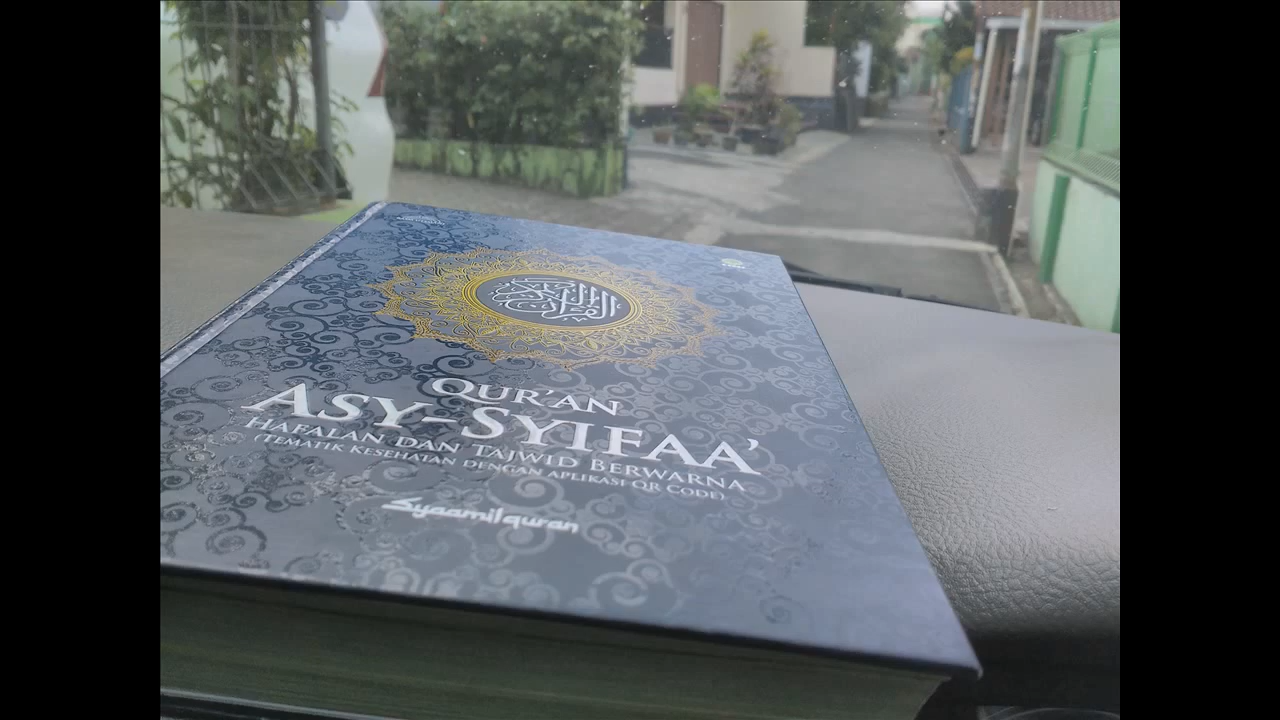 القرآن الكريم
QUR'AN
ASY-SYIFAA'
HAFALAN DAN TAJWID BERWARNA
(TEMATIK KESEHATAN DENGAN APLIKASI QR CODE)
Syaamilquran